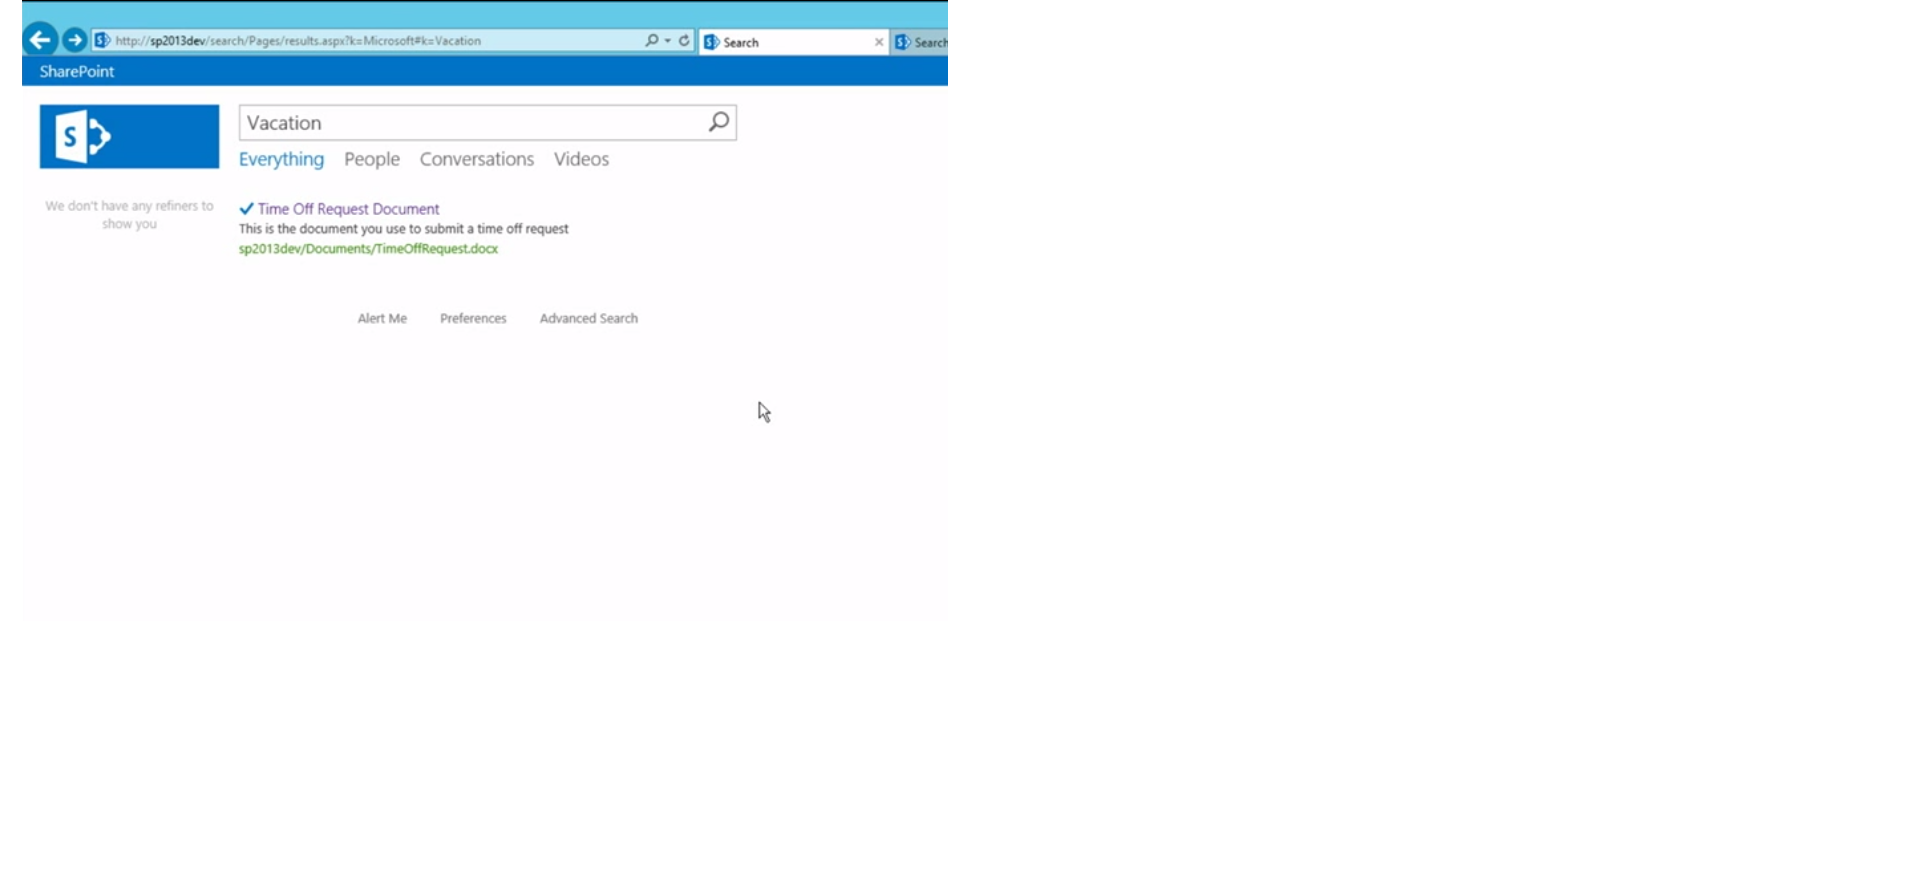 http://sp2013dev/search/Pages/results.aspx?k=Microsoft#k=Vacation
Search
Search
SharePoint
S
Vacation
Everything People Conversations Videos
We don't have any refiners to
show you
Time Off Request Document
This is the document you use to submit a time off request
sp2013dev/Documents/TimeOffRequest.docx
Alert Me Preferences Advanced Search